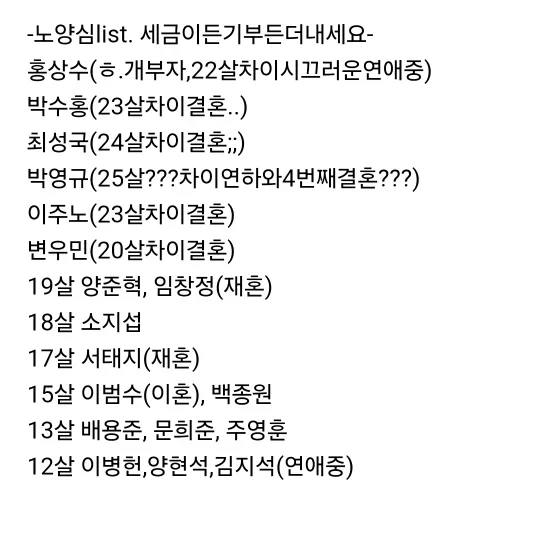 -노양심list. 세금이든기부든더내세요-
홍상수(ㅎ.개부자,22살차이시끄러운연애중)
박수홍(23살차이결혼..)
최성국(24살차이결혼;;)
박영규(25살???차이연하와4번째결혼???)
이주노(23살차이결혼)
변우민(20살차이결혼)
19살 양준혁, 임창정(재혼)
18살 소지섭
17살 서태지(재혼)
15살 이범수(이혼), 백종원
13살 배용준, 문희준, 주영훈
12살 이병헌,양현석,김지석(연애중)